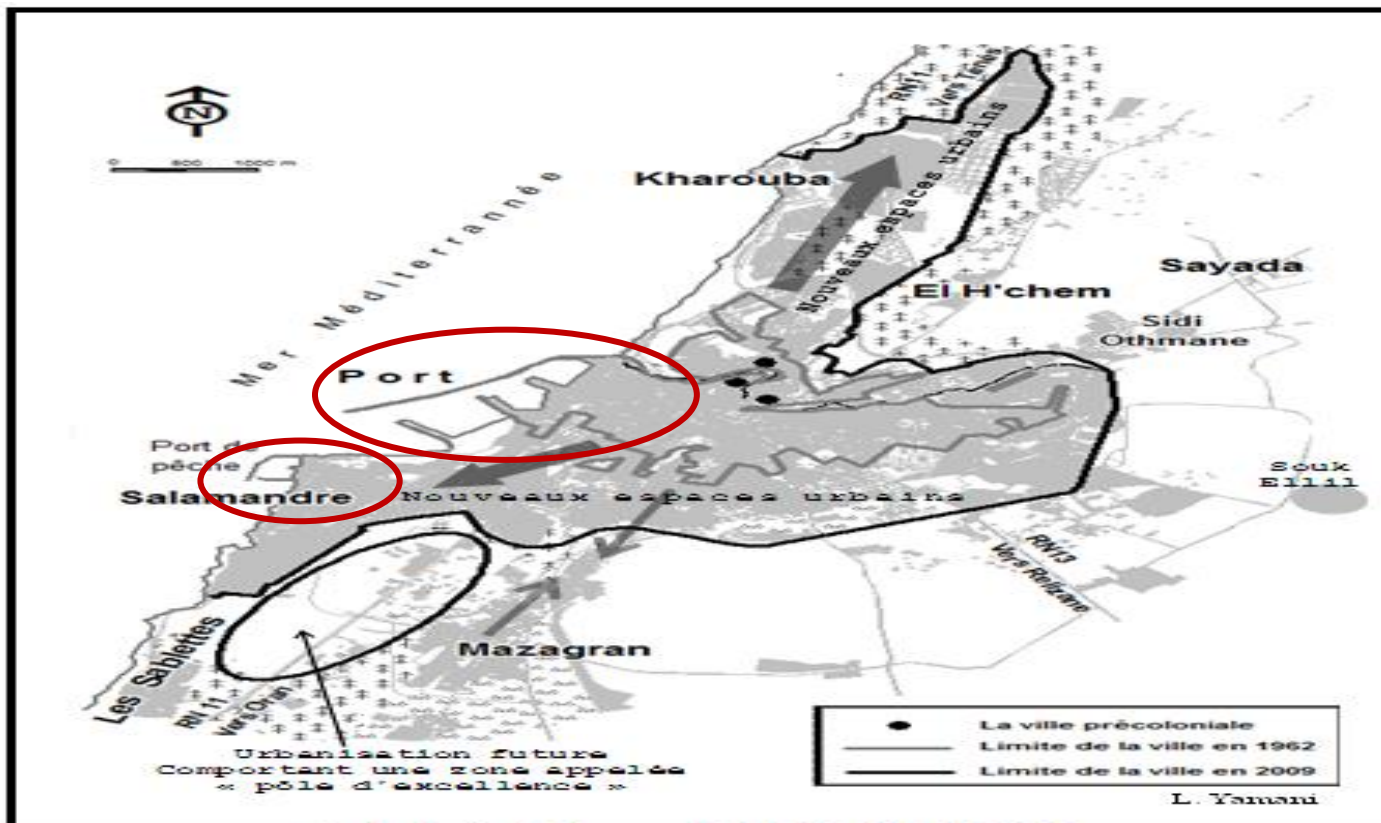 N
0 500 1000 m
RN11
Vers Ténès
Kharouba
Nouveaux espaces urbains
Mer Méditerrannée
Sayada
El H'chem
Sidi
Othmane
Port
Port de
pêche
Salamandre
Nouveaux espaces urbains
Souk
Ellil
RN13
Vers Relizane
Les Sablettes
RN 11
Vers Oran
Mazagran
Urbanisation future
Comportant une zone appelée
« pôle d'excellence »
La ville précoloniale
Limite de la ville en 1962
Limite de la ville en 2009
L. Yamani